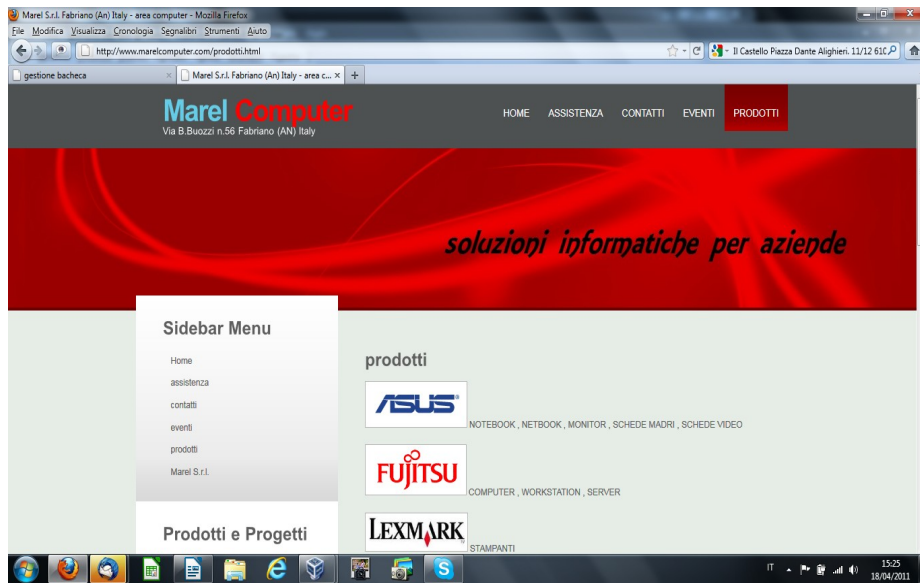 Marel S.r.l. Fabriano (An) Italy - area computer - Mozilla Firefox
File Modifica Visualizza Cronologia Segnalibri Strumenti Aiuto
http://www.marelcomputer.com/prodotti.html
Il Castello Piazza Dante Alighieri. 11/12 61C
gestione bacheca
Marel S.r.l. Fabriano (An) Italy - area c...
Marel Computer
Via B.Buozzi n.56 Fabriano (AN) Italy
HOME ASSISTENZA CONTATTI EVENTI PRODOTTI
soluzioni informatiche per aziende
Sidebar Menu
Home
assistenza
contatti
eventi
prodotti
Marel S.r.l.
Prodotti e Progetti
prodotti
ASUS
NOTEBOOK , NETBOOK , MONITOR , SCHEDE MADRI , SCHEDE VIDEO
FUJITSU
COMPUTER , WORKSTATION , SERVER
LEXMARK
STAMPANTI
IT
15:25
18/04/2011